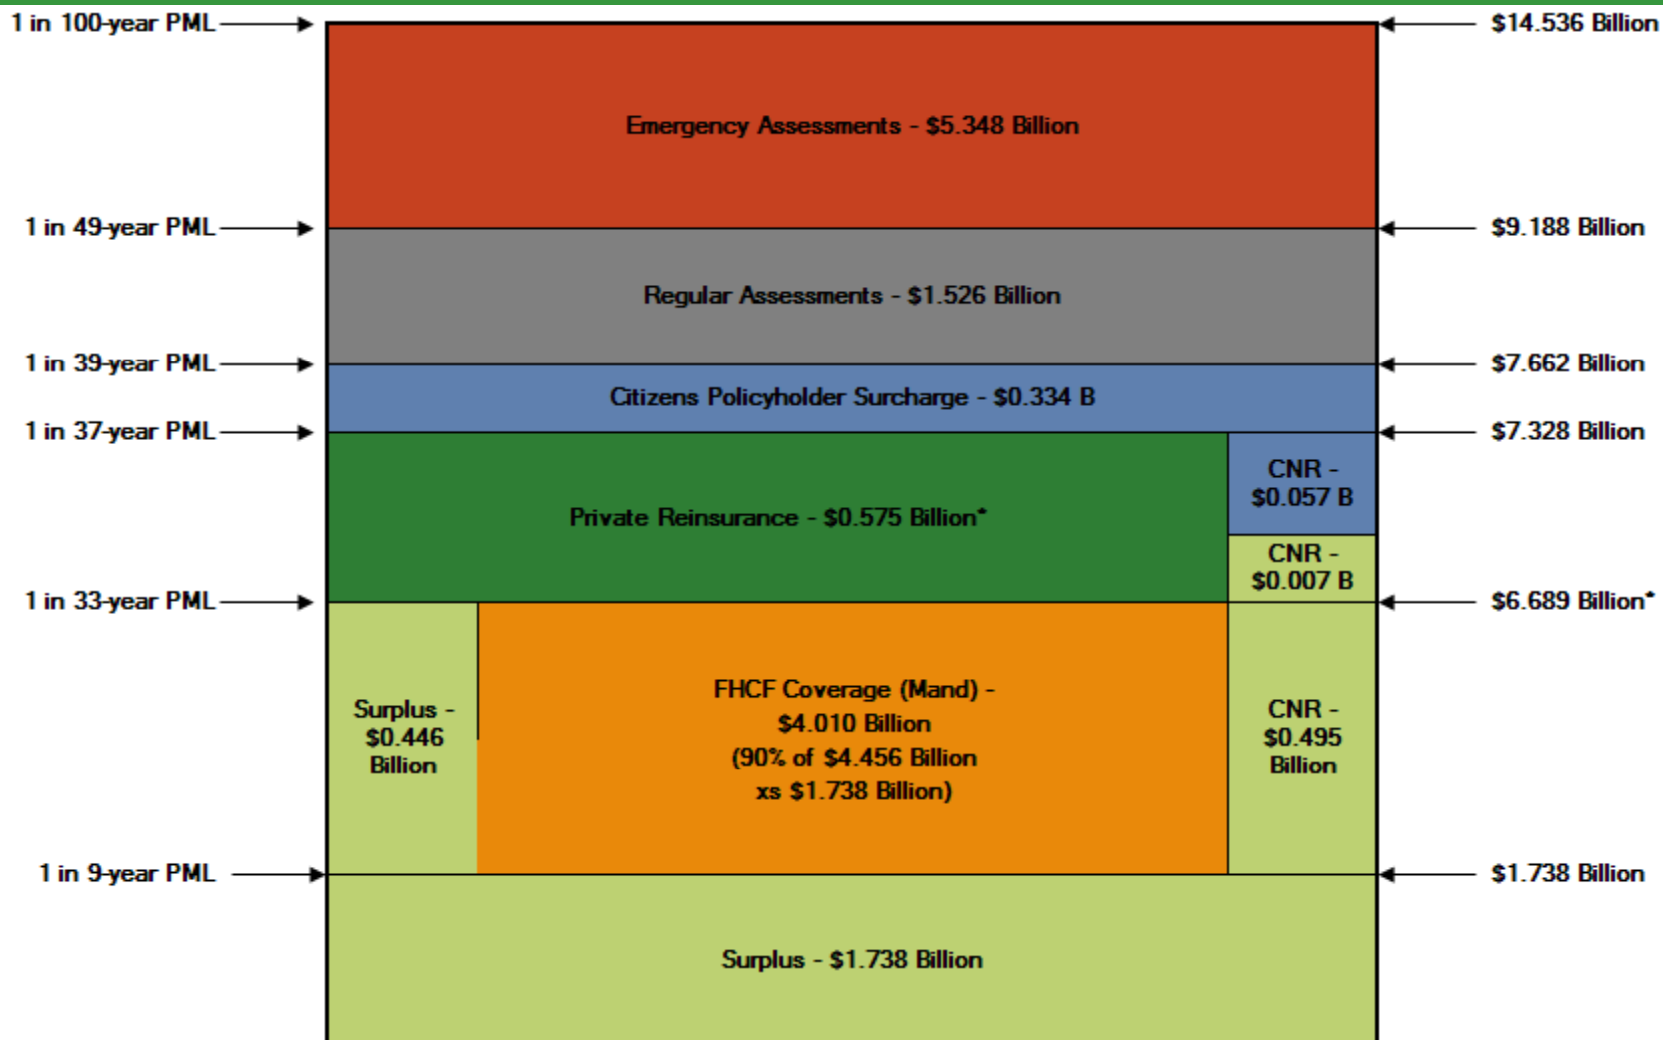 1 in 100-year PML
$14.536 Billion
Emergency Assessments - $5.348 Billion
1 in 49-year PML
$9.188 Billion
Regular Assessments - $1.526 Billion
1 in 39-year PML
$7.662 Billion
Citizens Policyholder Surcharge - $0.334 B
1 in 37-year PML
$7.328 Billion
CNR -
$0.057 B
Private Reinsurance - $0.575 Billion*
CNR -
$0.007 B
1 in 33-year PML
$6.689 Billion*
Surplus -
$0.446
Billion
FHCF Coverage (Mand) -
$4.010 Billion
(90% of $4.456 Billion
xs $1.738 Billion)
CNR -
$0.495
Billion
1 in 9-year PML
$1.738 Billion
Surplus - $1.738 Billion